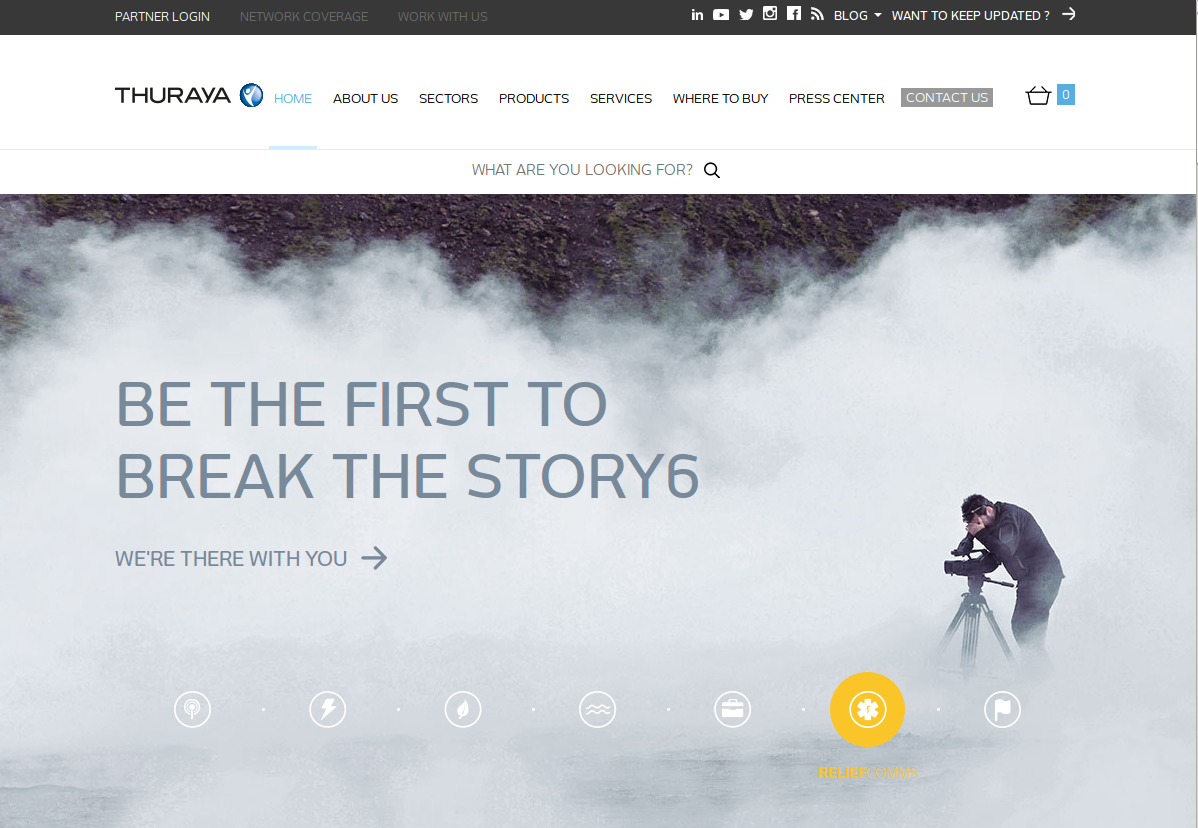 PARTNER LOGIN NETWORK COVERAGE WORK WITH US BLOG WANT TO KEEP UPDATED ?
THURAYA HOME ABOUT US SECTORS PRODUCTS SERVICES WHERE TO BUY PRESS CENTER CONTACT US 0
WHAT ARE YOU LOOKING FOR?
BE THE FIRST TO
BREAK THE STORY6
WE'RE THERE WITH YOU
RELIEFCOMMS